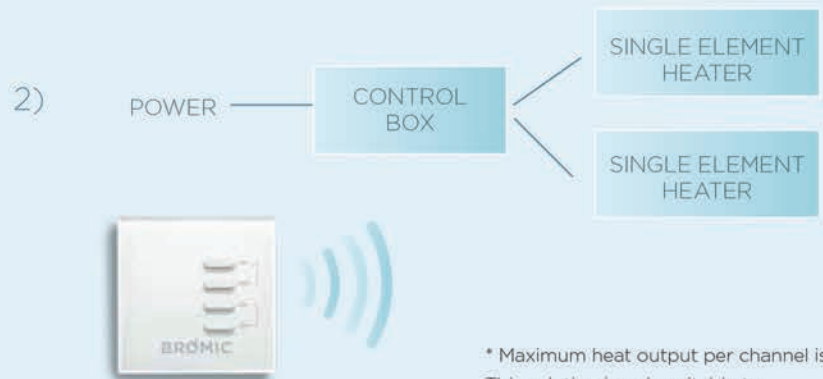 2)
POWER
CONTROL
BOX
SINGLE ELEMENT
HEATER
SINGLE ELEMENT
HEATER
BROMIC
* Maximum heat output per channel is